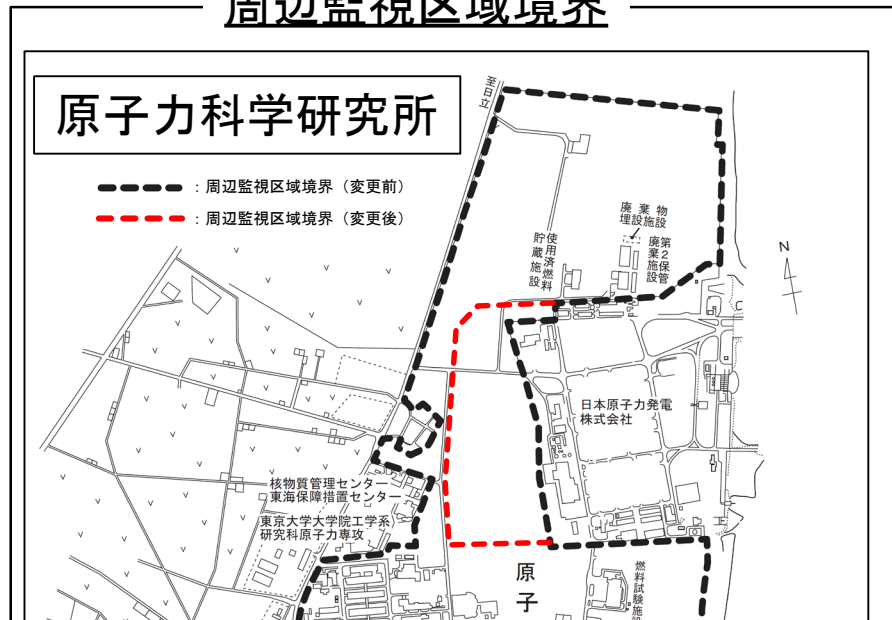 周辺監視区域境界
原子力科学研究所
：周辺監視区域境界（変更前）
：周辺監視区域境界（変更後）
至日立
廃棄物
埋設施設
第２保管
廃棄施設
使用済燃料
貯蔵施設
N
日本原子力発電
株式会社
核物質管理センター
東海保障措置センター
東京大学大学院工学系
研究科原子力専攻
原子
燃料試験施設